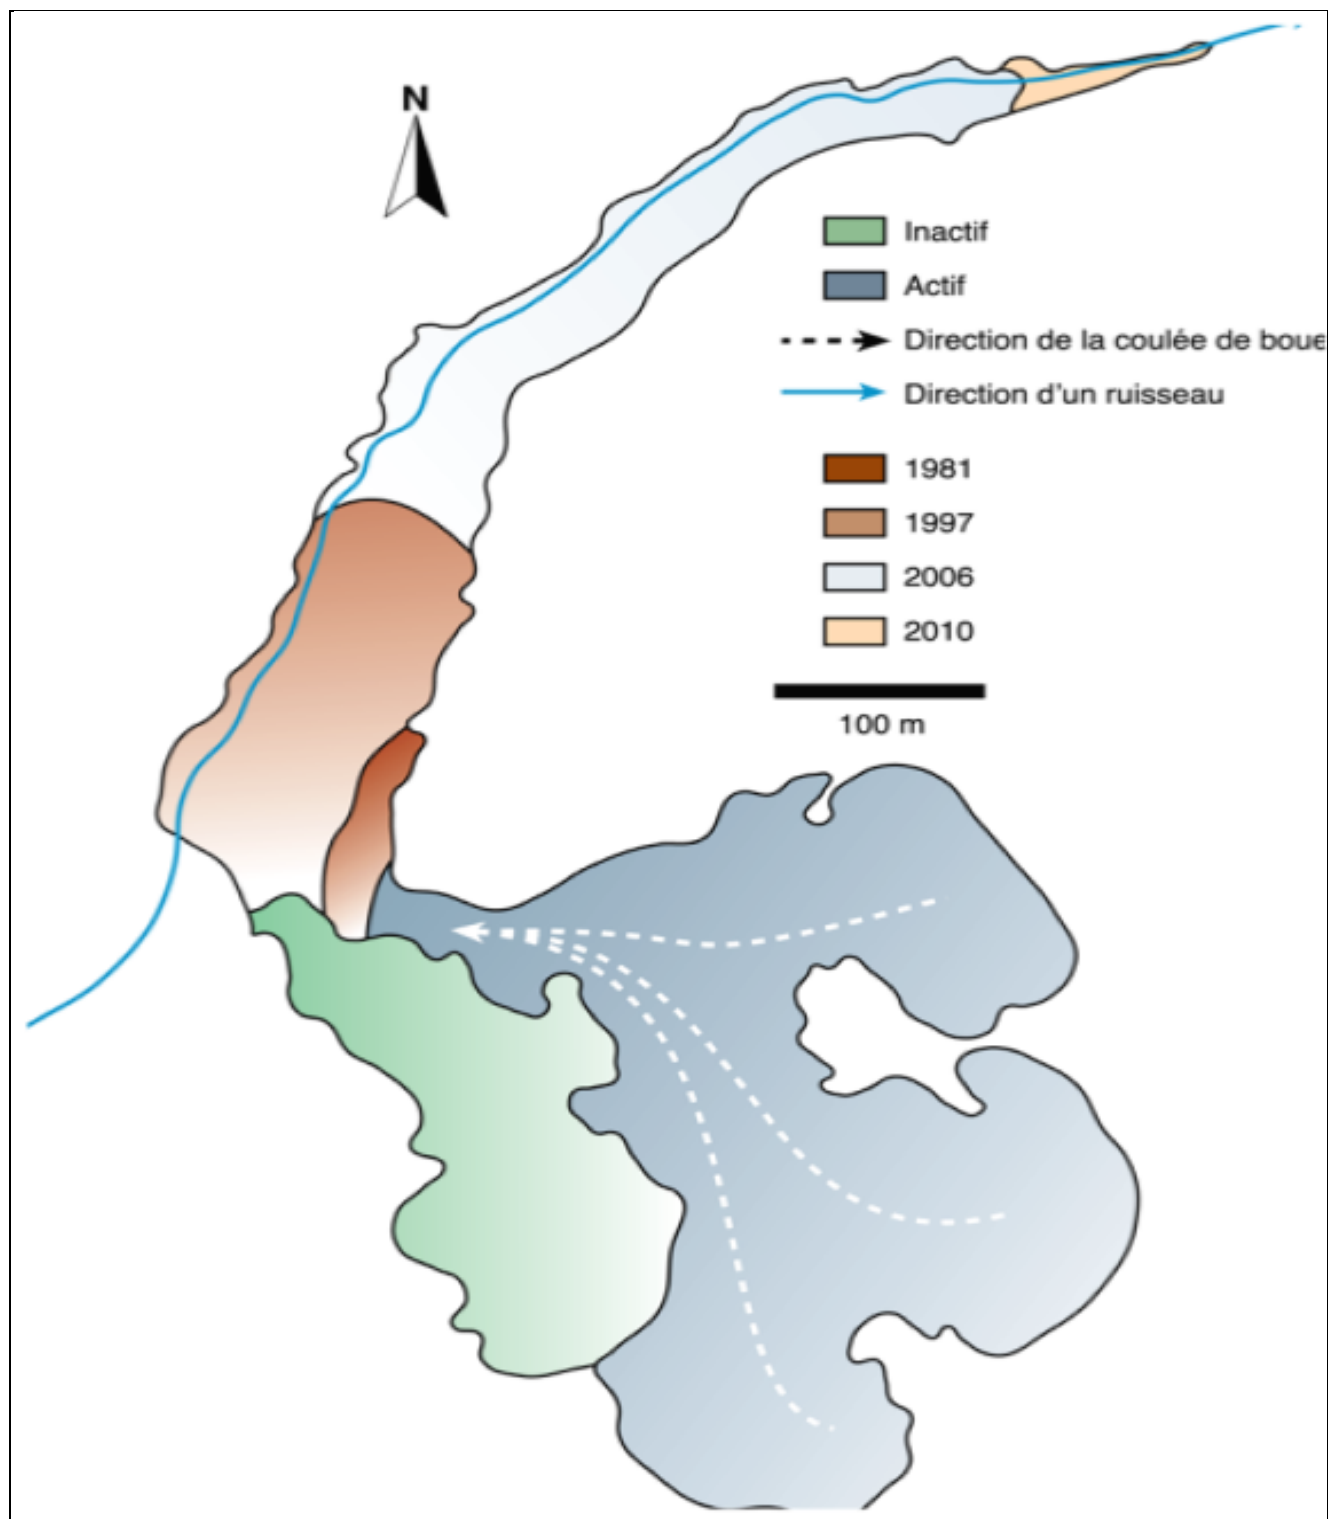 N
Inactif
Actif
Direction de la coulée de boue
Direction d'un ruisseau
1981
1997
2006
2010
100 m